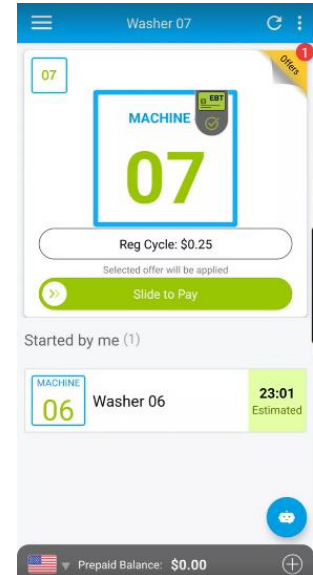 Washer 07
1
Offers
07
EBT
MACHINE
07
Reg Cycle: $0.25
Selected offer will be applied
Slide to Pay
Started by me (1)
MACHINE
06
Washer 06
23:01
Estimated
Prepaid Balance: $0.00